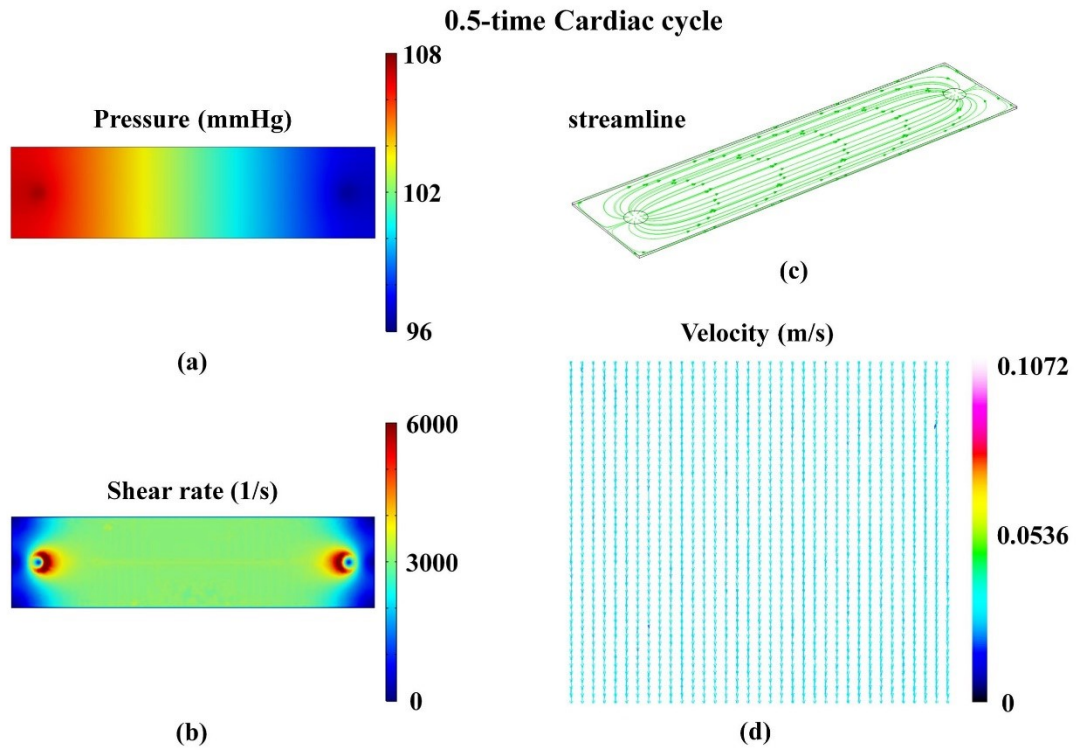 0.5-time Cardiac cycle
Pressure (mmHg)
108
102
96
(a)
streamline
(c)
Shear rate (1/s)
6000
3000
0
(b)
Velocity (m/s)
0.1072
0.0536
0
(d)